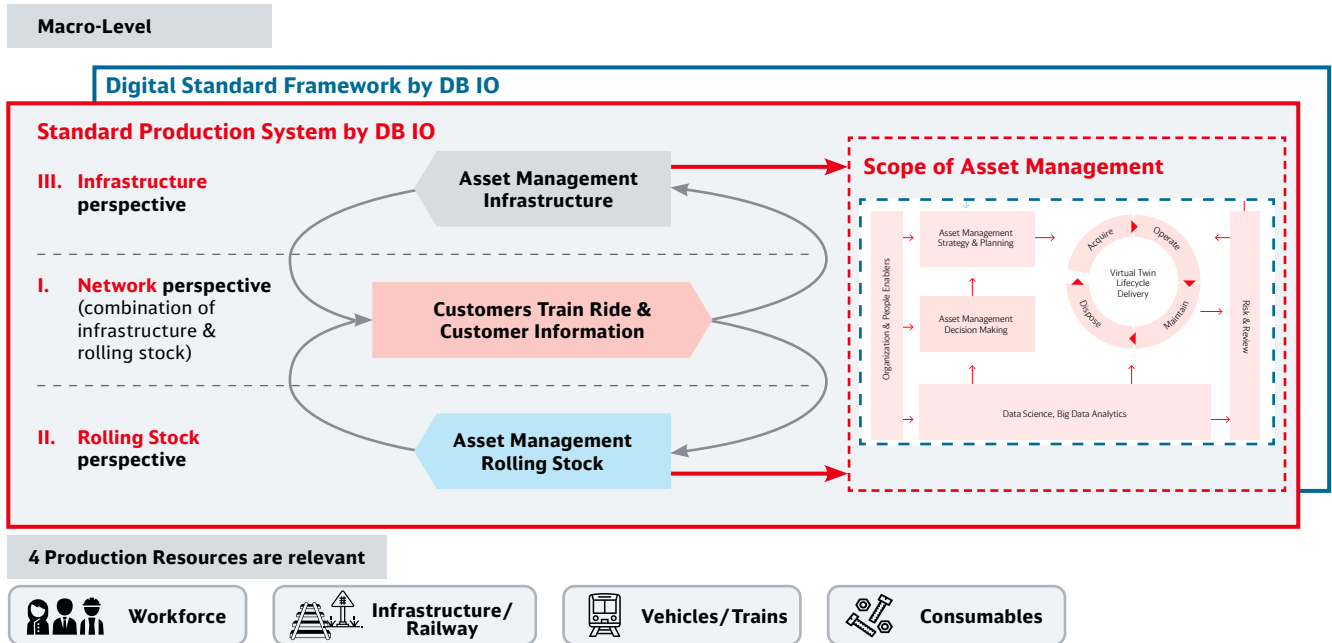 Macro-Level
Digital Standard Framework by DB IO
Standard Production System by DB IO
III. Infrastructure
perspective
Asset Management
Infrastructure
I. Network perspective
(combination of
infrastructure &
rolling stock)
Customers Train Ride &
Customer Information
II. Rolling Stock
perspective
Asset Management
Rolling Stock
Scope of Asset Management
Organization & People Enablers
Asset Management
Strategy & Planning
Asset Management
Decision Making
Acquire
Operate
Maintain
Dispose
Virtual Twin
Lifecycle
Delivery
Risk & Review
Data Science, Big Data Analytics
4 Production Resources are relevant
Workforce
Infrastructure/
Railway
Vehicles/Trains
Consumables